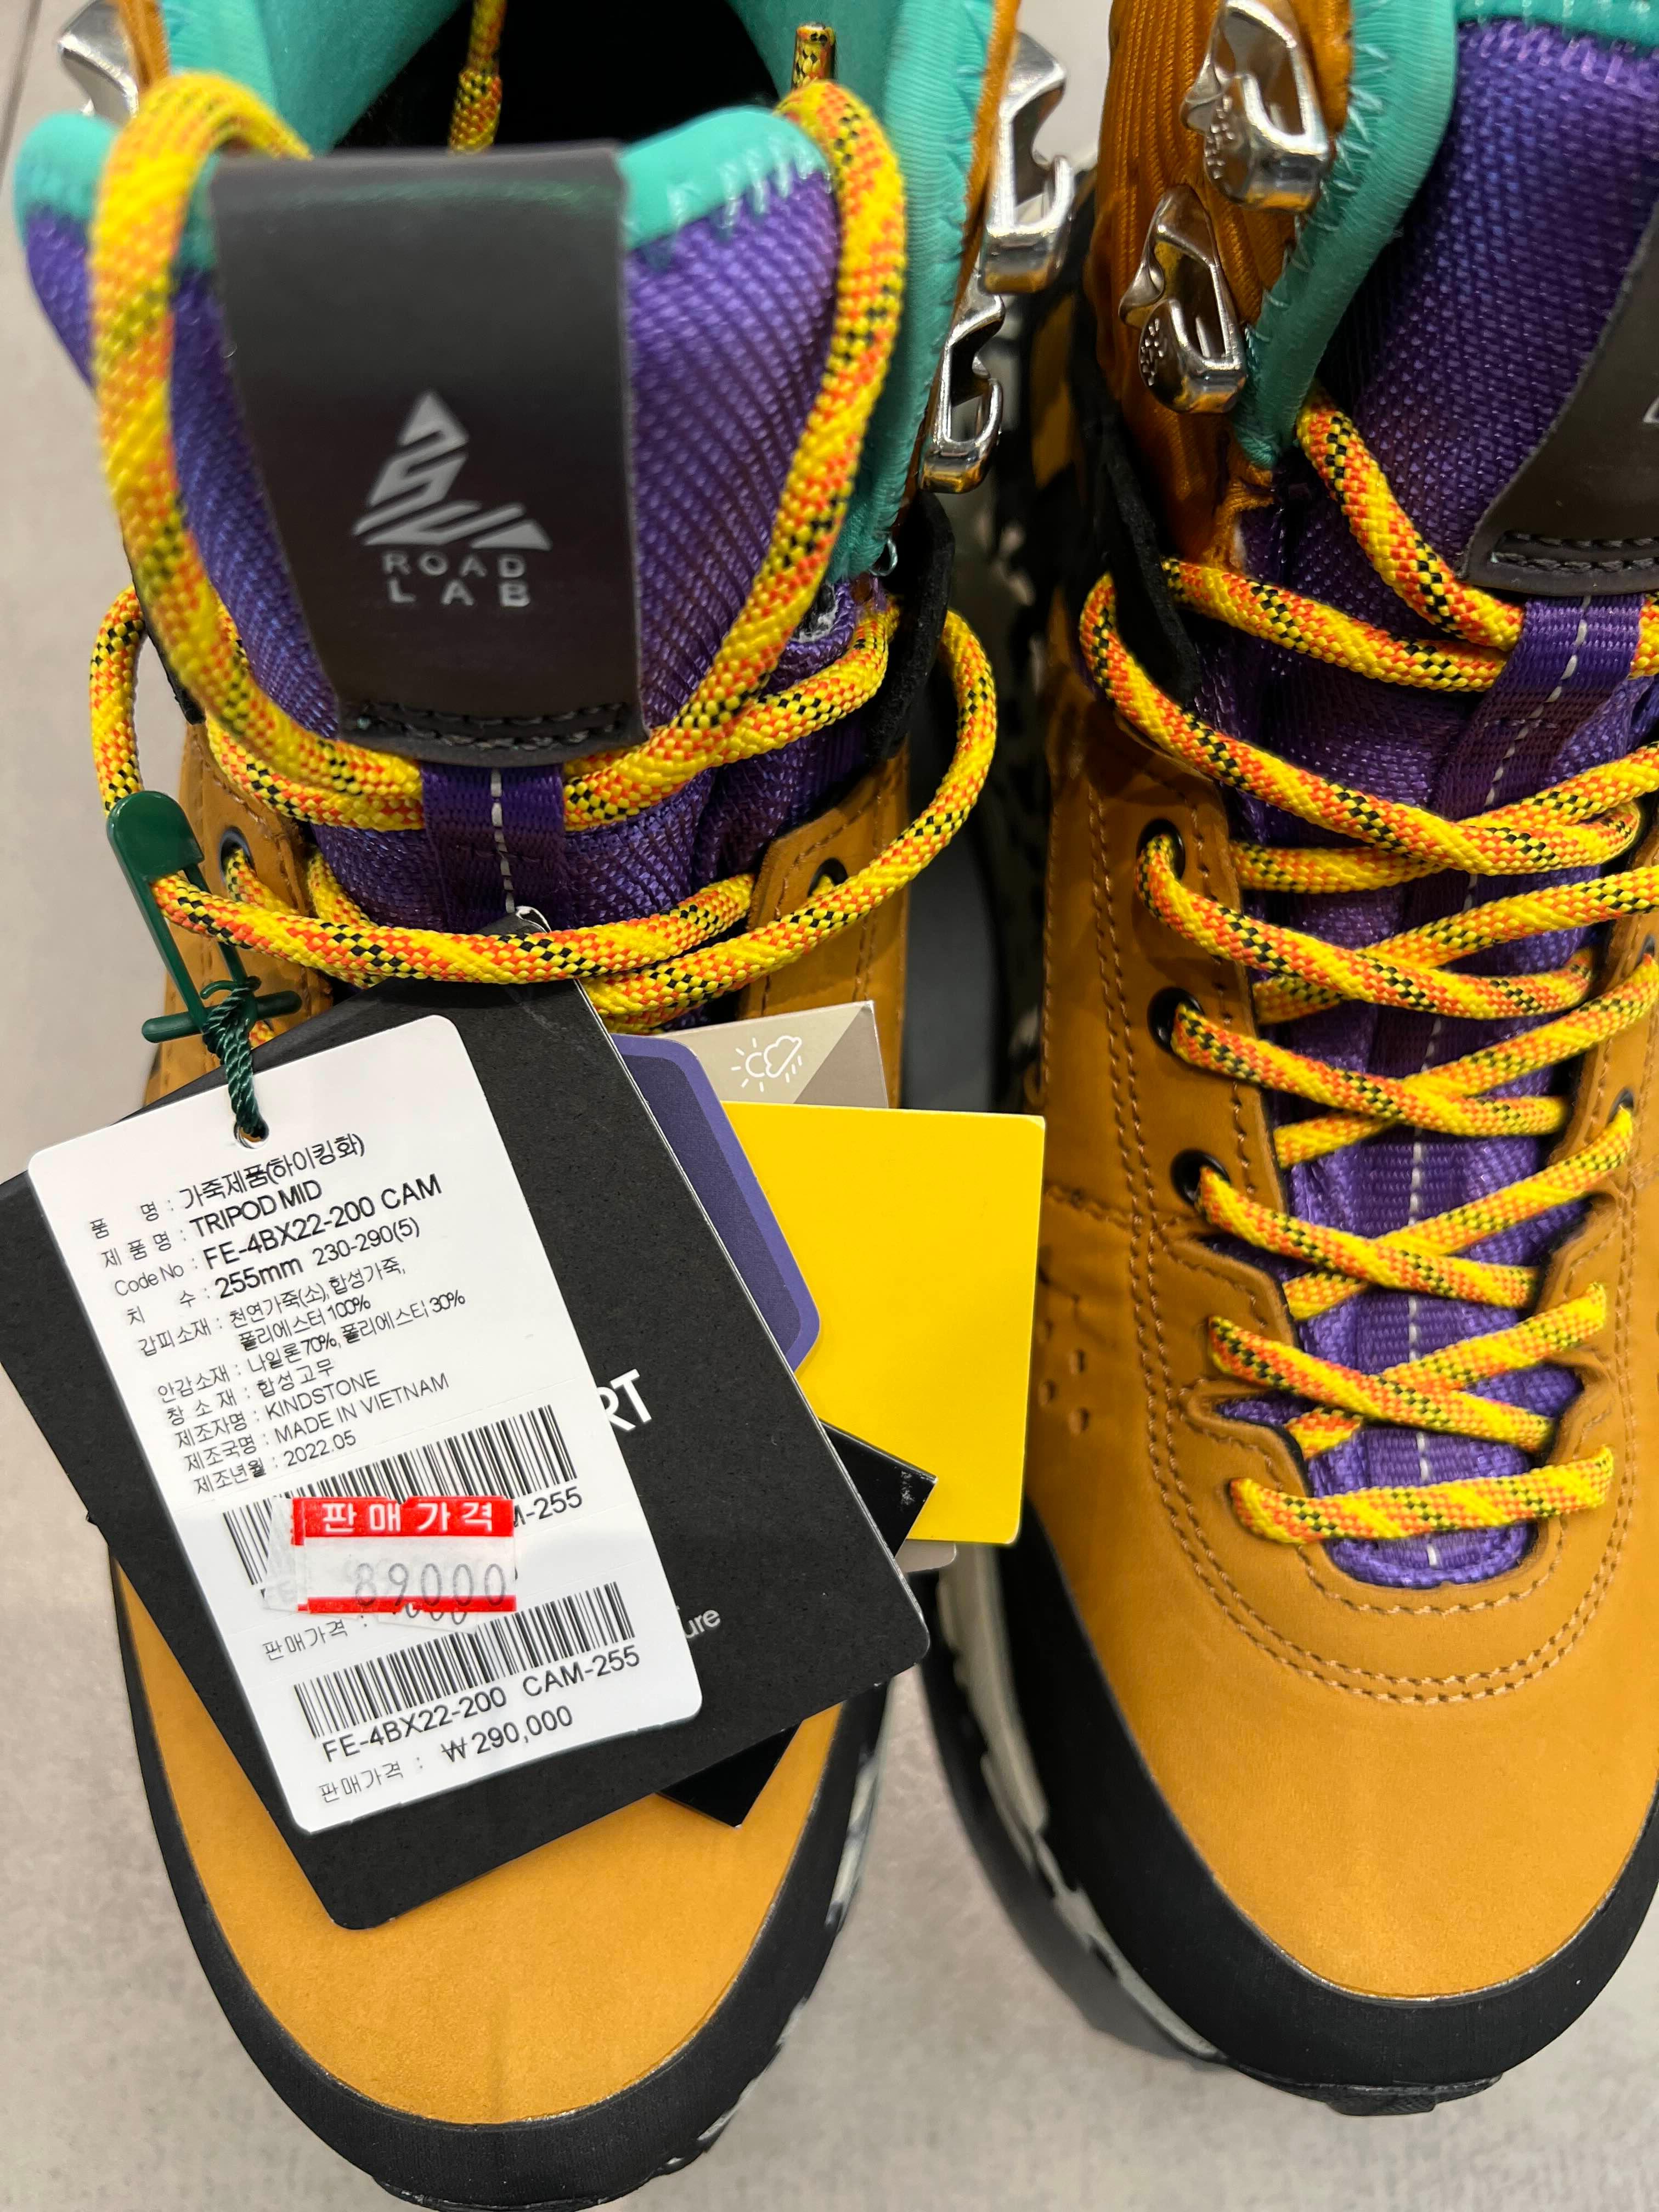 ROAD
LAB
품 명 : 가죽제품(하이킹화)
제 품 명 : TRIPOD MID
Code No : FE-4BX22-200 CAM
치 수 : 255mm 230-290(5)
갑피소재 : 천연가죽(소), 합성가죽,
폴리에스터 100%
안감소재 : 나일론 70%, 폴리에스터 30%
창 소 재 : 합성고무
제조자명 : KINDSTONE
제조국명 : MADE IN VIETNAM
제조년월 : 2022.05
M-255
판매가격
89000
FE-
판매가격 :
FE-4BX22-200 CAM-255
판매가격 : ₩290,000
RT
ure